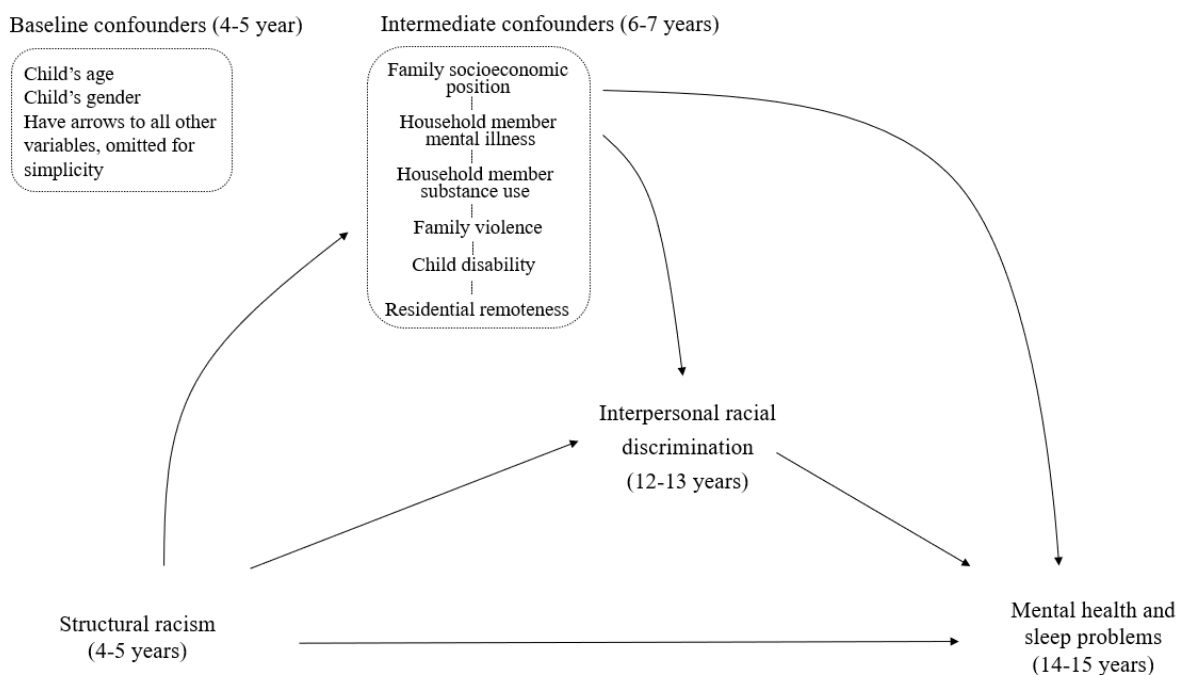 Baseline confounders (4-5 year)
Child's age
Child's gender
Have arrows to all other
variables, omitted for
simplicity
Intermediate confounders (6-7 years)
Family socioeconomic
position
Household member
mental illness
Household member
substance use
Family violence
Child disability
Residential remoteness
Interpersonal racial
discrimination
(12-13 years)
Structural racism
(4-5 years)
Mental health and
sleep problems
(14-15 years)